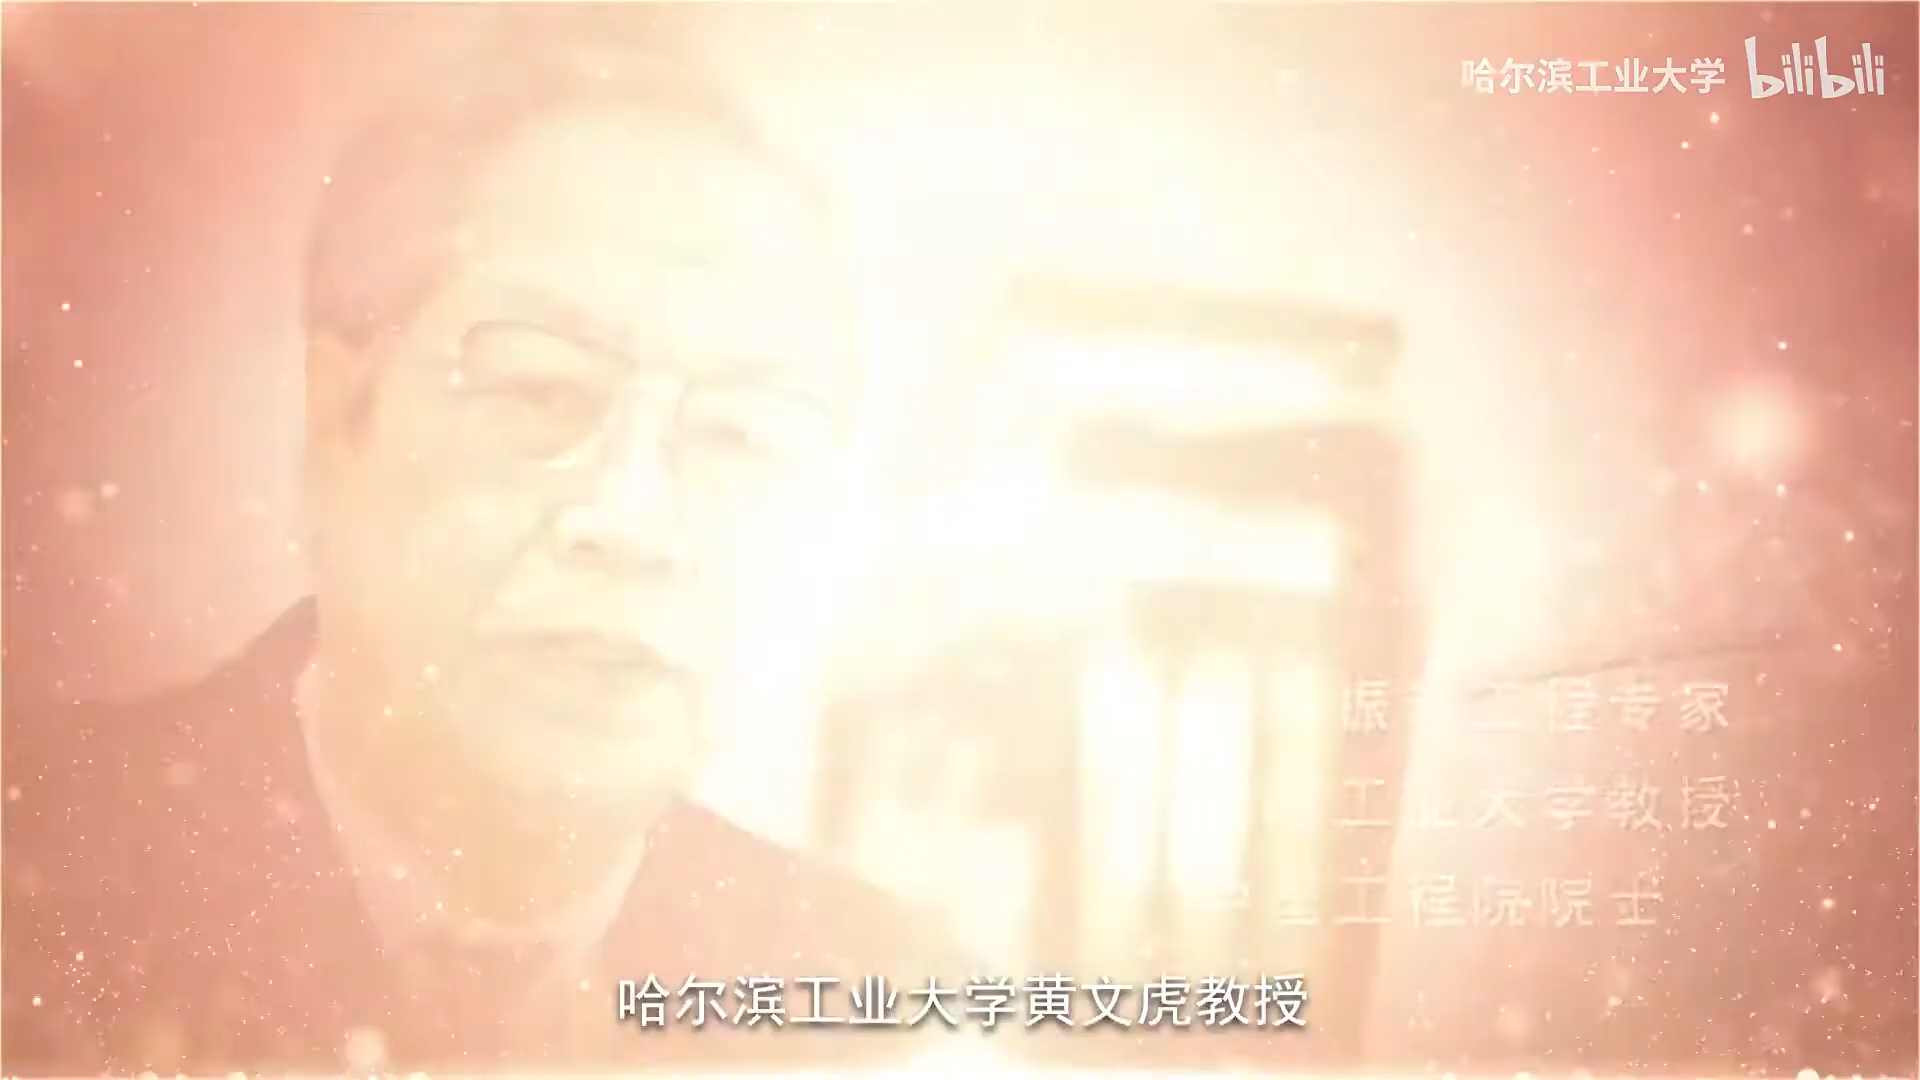 哈尔滨工业大学 bilibili
振 工程专家
工业大学教授
工程院院士
哈尔滨工业大学黄文虎教授